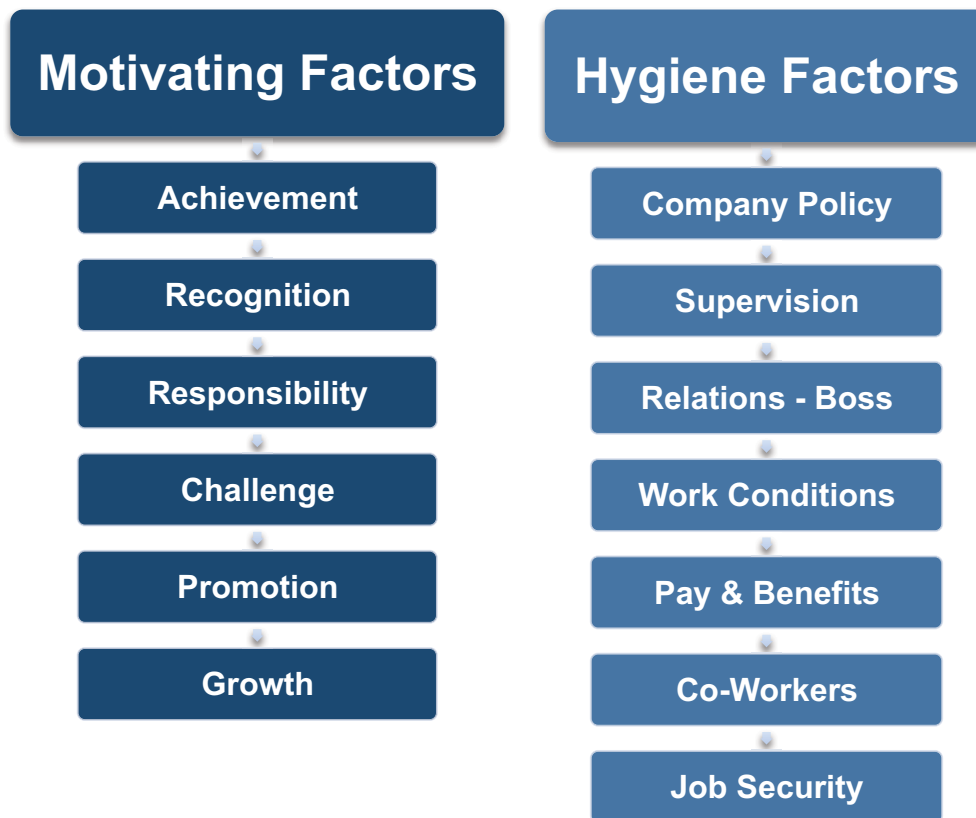 Motivating Factors
Achievement
Recognition
Responsibility
Challenge
Promotion
Growth
Hygiene Factors
Company Policy
Supervision
Relations - Boss
Work Conditions
Pay & Benefits
Co-Workers
Job Security